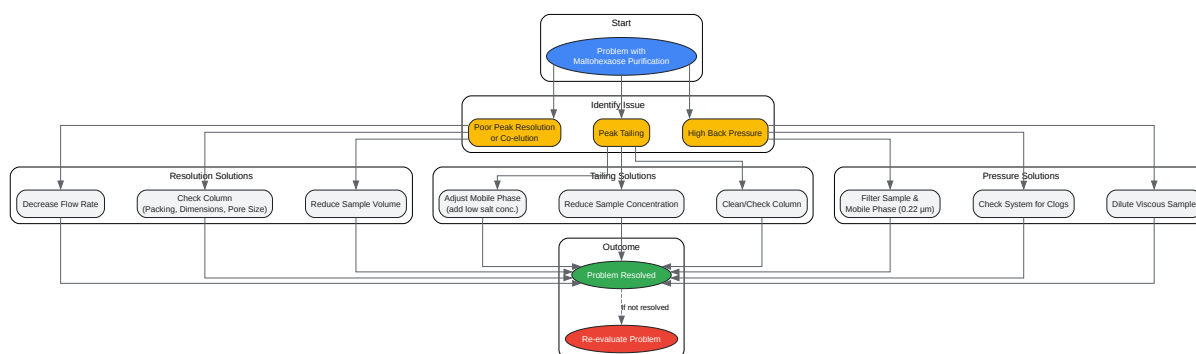 Start
Problem with
Maltohexaose Purification
Identify Issue
Poor Peak Resolution
or Co-elution
Peak Tailing
High Back Pressure
Resolution Solutions
Tailing Solutions
Pressure Solutions
Decrease Flow Rate
Check Column
(Packing, Dimensions, Pore Size)
Reduce Sample Volume
Adjust Mobile Phase
(add low salt conc.)
Reduce Sample Concentration
Clean/Check Column
Filter Sample &
Mobile Phase (0.22 µm)
Check System for Clogs
Dilute Viscous Sample
Outcome
Problem Resolved
If not resolved
Re-evaluate Problem